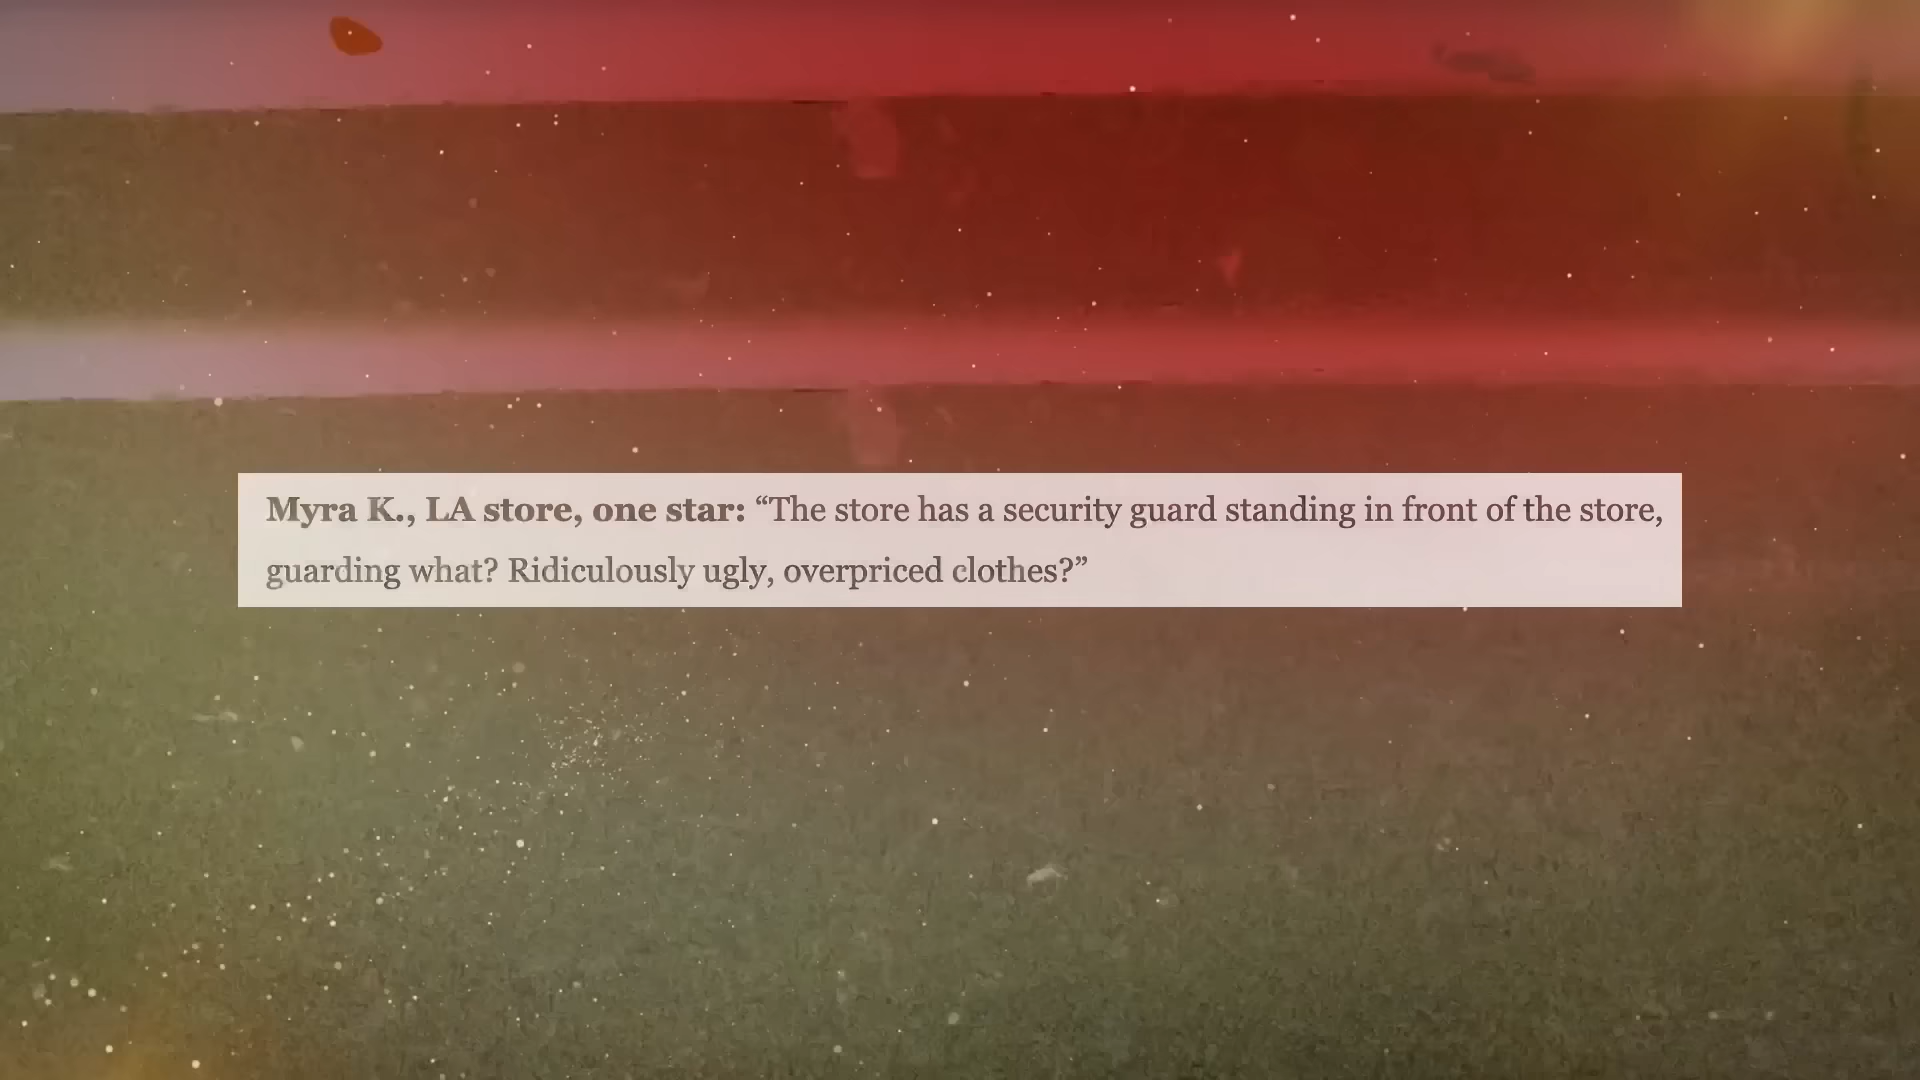 Myra K., LA store, one star: “The store has a security guard standing in front of the store,
guarding what? Ridiculously ugly, overpriced clothes?”